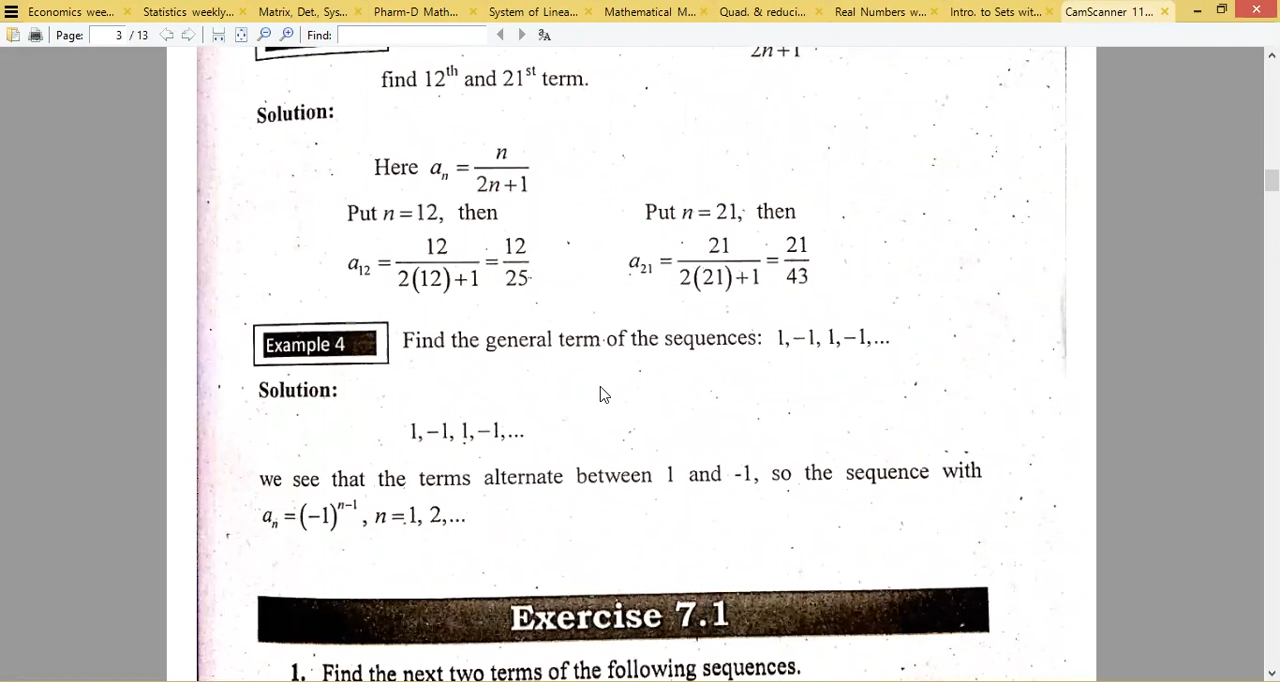 Economics wee...
Statistics weekly...
Matrix, Det., Sys...
Pharm-D Math...
System of Linea...
Mathematical M...
Quad. & reduci...
Real Numbers w...
Intro. to Sets wit...
CamScanner 11...
Page: 3 / 13 Find:
2n+1
find 12th and 21st term.
Solution:
Here aₙ = n/(2n+1)
Put n = 12, then Put n = 21, then
a₁₂ = 12/(2(12)+1) = 12/25 a₂₁ = 21/(2(21)+1) = 21/43
Example 4 Find the general term of the sequences: 1,−1, 1,−1,...
Solution:
1,−1, 1,−1,...
we see that the terms alternate between 1 and -1, so the sequence with
aₙ = (−1)ⁿ⁻¹, n = 1, 2,...
Exercise 7.1
1. Find the next two terms of the following sequences.